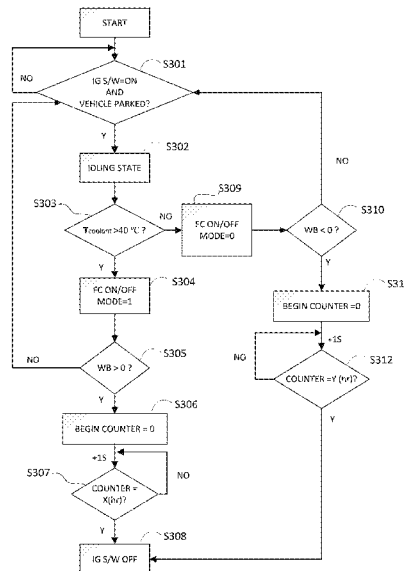 START
S301
NO
IG S/W=ON
AND
VEHICLE PARKED?
Y
S302
IDLING STATE
NO
S303
Tcoolant>40 °C ?
NO
S309
FC ON/OFF
MODE=0
S310
WB < 0 ?
Y
Y
S304
FC ON/OFF
MODE=1
S31
BEGIN COUNTER =0
NO
S305
WB > 0 ?
+1S
NO
S312
COUNTER =Y (hr)?
Y
S306
BEGIN COUNTER = 0
Y
+1S
S307
NO
COUNTER =
X(hr)?
Y
S308
IG S/W OFF